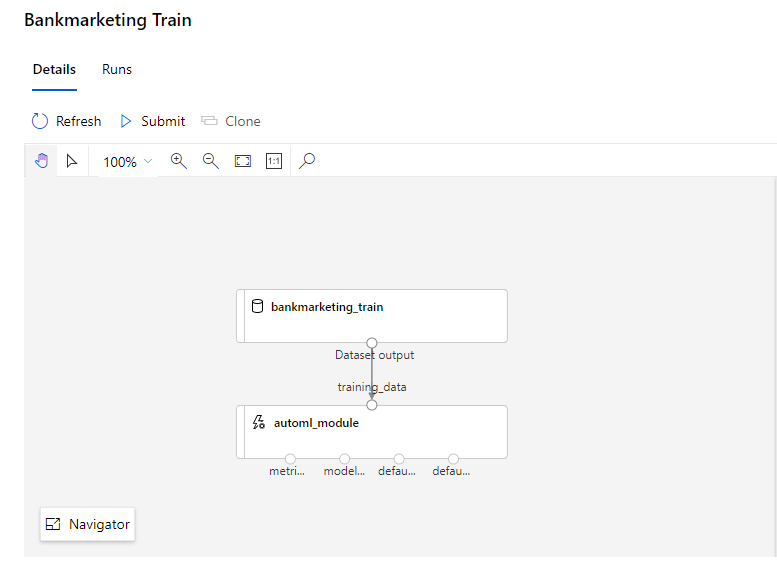 Bankmarketing Train
Details Runs
Refresh Submit Clone
100% 1:1
bankmarketing_train
Dataset output
training_data
automl_module
metri... model... defau... defau...
Navigator